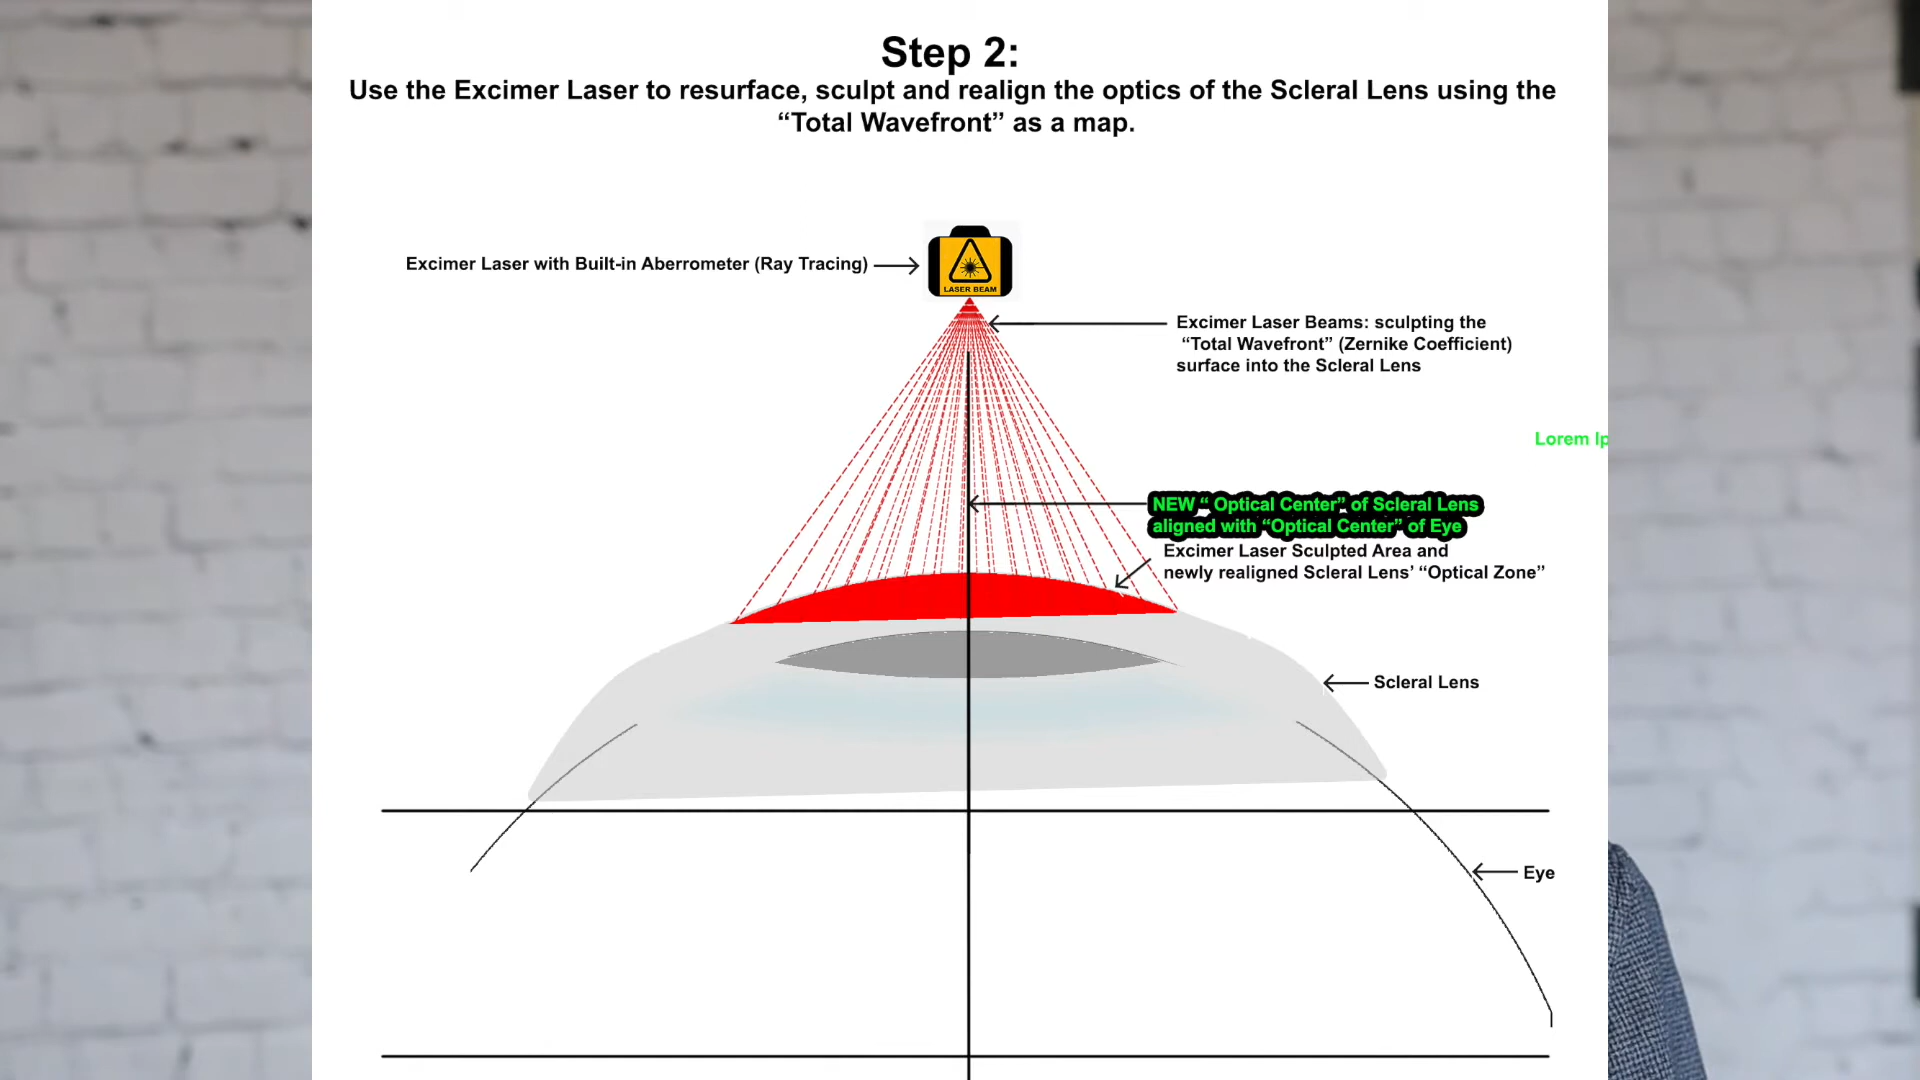 Step 2:
Use the Excimer Laser to resurface, sculpt and realign the optics of the Scleral Lens using the
“Total Wavefront” as a map.
Excimer Laser with Built-in Aberrometer (Ray Tracing)
LASER BEAM
Excimer Laser Beams: sculpting the
“Total Wavefront” (Zernike Coefficient)
surface into the Scleral Lens
Lorem Ip
NEW “ Optical Center” of Scleral Lens
aligned with “Optical Center” of Eye
Excimer Laser Sculpted Area and
newly realigned Scleral Lens’ “Optical Zone”
Scleral Lens
Eye